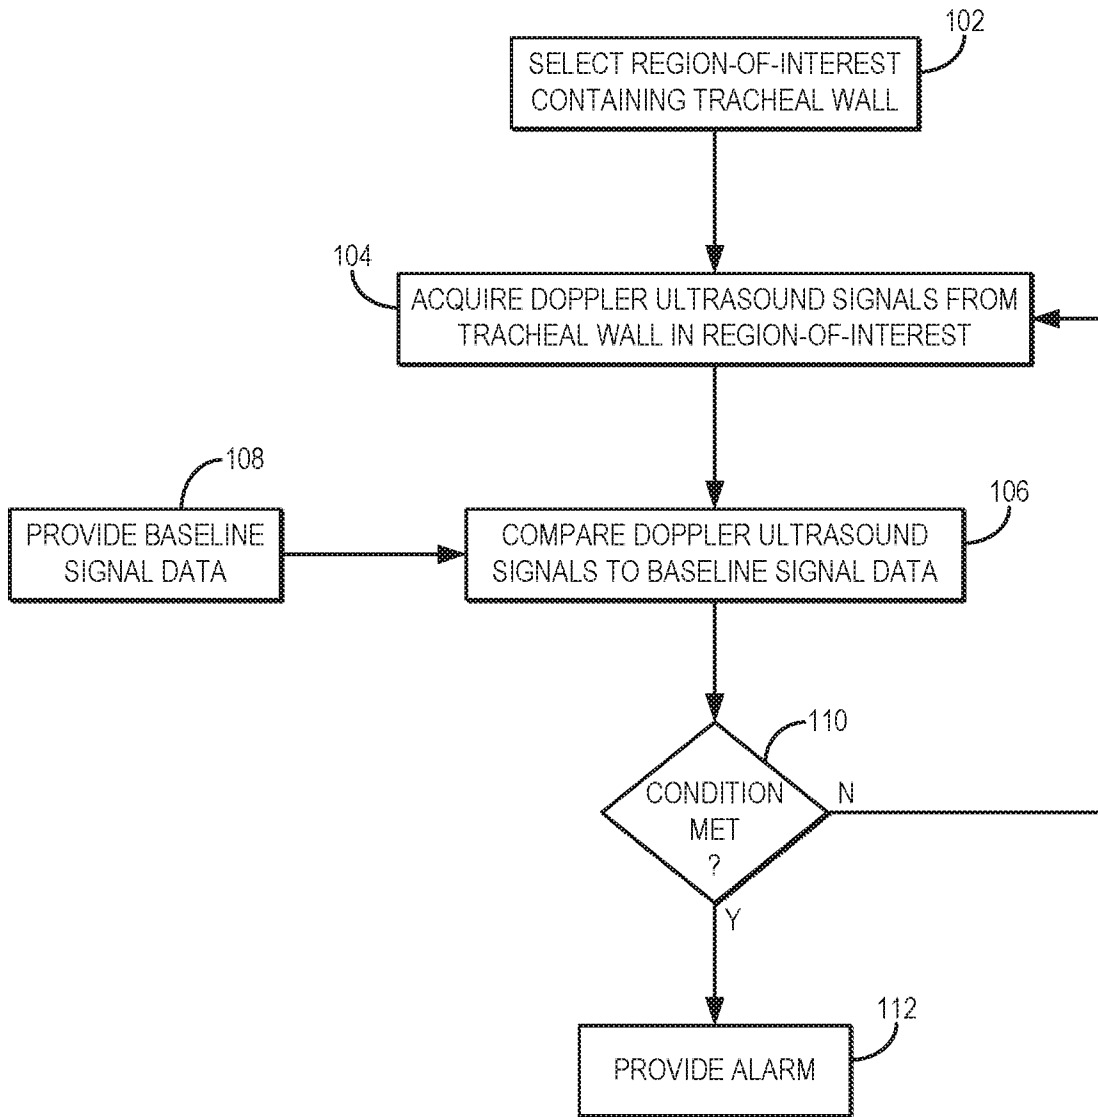 102
SELECT REGION-OF-INTEREST
CONTAINING TRACHEAL WALL
104
ACQUIRE DOPPLER ULTRASOUND SIGNALS FROM
TRACHEAL WALL IN REGION-OF-INTEREST
108
PROVIDE BASELINE
SIGNAL DATA
106
COMPARE DOPPLER ULTRASOUND
SIGNALS TO BASELINE SIGNAL DATA
110
CONDITION
MET
?
N
Y
112
PROVIDE ALARM